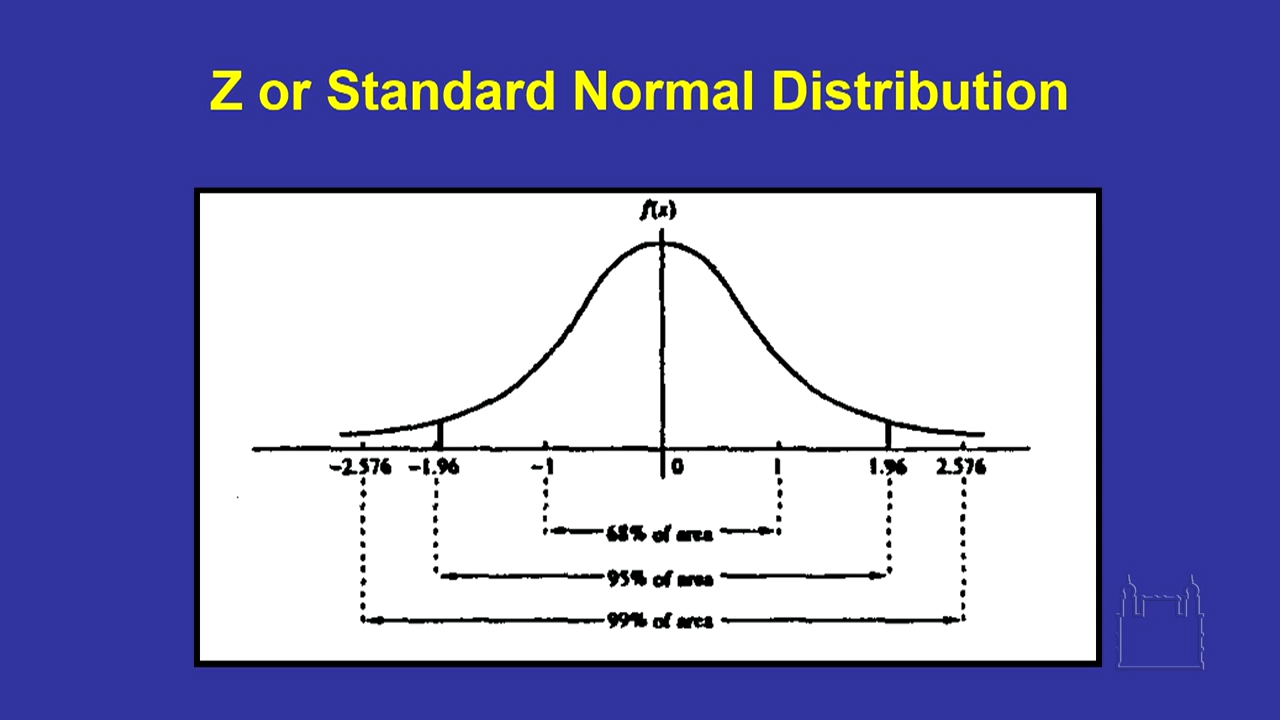 Z or Standard Normal Distribution
f(x)
−2.576 −1.96 −1 0 1 1.96 2.576
68% of area
95% of area
99% of area